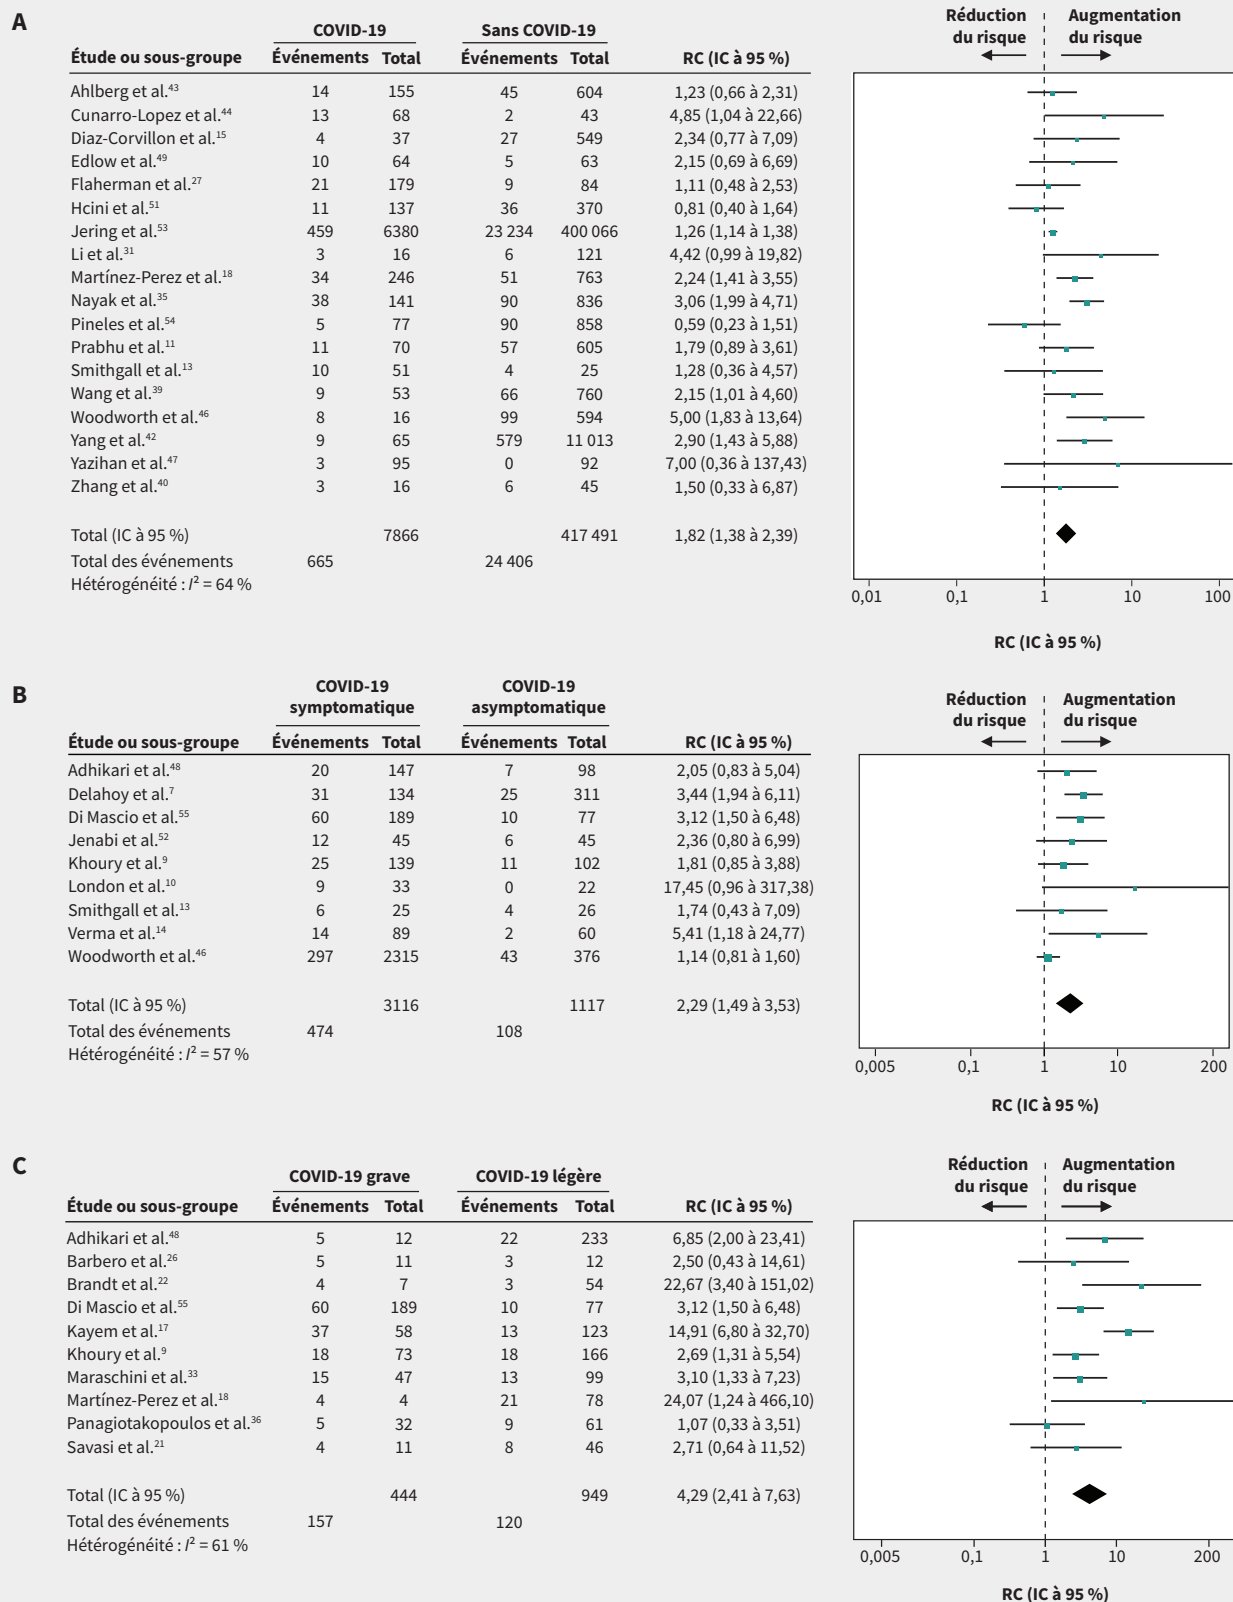 A
COVID-19 Sans COVID-19
Étude ou sous-groupe Événements Total Événements Total RC (IC à 95 %)
Réduction du risque Augmentation du risque
Ahlberg et al.43 14 155 45 604 1,23 (0,66 à 2,31)
Cunarro-Lopez et al.44 13 68 2 43 4,85 (1,04 à 22,66)
Diaz-Corvillon et al.15 4 37 27 549 2,34 (0,77 à 7,09)
Edlow et al.49 10 64 5 63 2,15 (0,69 à 6,69)
Flaherman et al.27 21 179 9 84 1,11 (0,48 à 2,53)
Hcini et al.51 11 137 36 370 0,81 (0,40 à 1,64)
Jering et al.53 459 6380 23 234 400 066 1,26 (1,14 à 1,38)
Li et al.31 3 16 6 121 4,42 (0,99 à 19,82)
Martínez-Perez et al.18 34 246 51 763 2,24 (1,41 à 3,55)
Nayak et al.35 38 141 90 836 3,06 (1,99 à 4,71)
Pineles et al.54 5 77 90 858 0,59 (0,23 à 1,51)
Prabhu et al.11 11 70 57 605 1,79 (0,89 à 3,61)
Smithgall et al.13 10 51 4 25 1,28 (0,36 à 4,57)
Wang et al.39 9 53 66 760 2,15 (1,01 à 4,60)
Woodworth et al.46 8 16 99 594 5,00 (1,83 à 13,64)
Yang et al.42 9 65 579 11 013 2,90 (1,43 à 5,88)
Yazihan et al.47 3 95 0 92 7,00 (0,36 à 137,43)
Zhang et al.40 3 16 6 45 1,50 (0,33 à 6,87)
Total (IC à 95 %) 7866 417 491 1,82 (1,38 à 2,39)
Total des événements 665 24 406
Hétérogénéité : I² = 64 %
0,01 0,1 1 10 100
RC (IC à 95 %)
B
COVID-19 symptomatique COVID-19 asymptomatique
Étude ou sous-groupe Événements Total Événements Total RC (IC à 95 %)
Réduction du risque Augmentation du risque
Adhikari et al.48 20 147 7 98 2,05 (0,83 à 5,04)
Delahoy et al.7 31 134 25 311 3,44 (1,94 à 6,11)
Di Mascio et al.55 60 189 10 77 3,12 (1,50 à 6,48)
Jenabi et al.52 12 45 6 45 2,36 (0,80 à 6,99)
Khoury et al.9 25 139 11 102 1,81 (0,85 à 3,88)
London et al.10 9 33 0 22 17,45 (0,96 à 317,38)
Smithgall et al.13 6 25 4 26 1,74 (0,43 à 7,09)
Verma et al.14 14 89 2 60 5,41 (1,18 à 24,77)
Woodworth et al.46 297 2315 43 376 1,14 (0,81 à 1,60)
Total (IC à 95 %) 3116 1117 2,29 (1,49 à 3,53)
Total des événements 474 108
Hétérogénéité : I² = 57 %
0,005 0,1 1 10 200
RC (IC à 95 %)
C
COVID-19 grave COVID-19 légère
Étude ou sous-groupe Événements Total Événements Total RC (IC à 95 %)
Réduction du risque Augmentation du risque
Adhikari et al.48 5 12 22 233 6,85 (2,00 à 23,41)
Barbero et al.26 5 11 3 12 2,50 (0,43 à 14,61)
Brandt et al.22 4 7 3 54 22,67 (3,40 à 151,02)
Di Mascio et al.55 60 189 10 77 3,12 (1,50 à 6,48)
Kayem et al.17 37 58 13 123 14,91 (6,80 à 32,70)
Khoury et al.9 18 73 18 166 2,69 (1,31 à 5,54)
Maraschini et al.33 15 47 13 99 3,10 (1,33 à 7,23)
Martínez-Perez et al.18 4 4 21 78 24,07 (1,24 à 466,10)
Panagiotakopoulos et al.36 5 32 9 61 1,07 (0,33 à 3,51)
Savasi et al.21 4 11 8 46 2,71 (0,64 à 11,52)
Total (IC à 95 %) 444 949 4,29 (2,41 à 7,63)
Total des événements 157 120
Hétérogénéité : I² = 61 %
0,005 0,1 1 10 200
RC (IC à 95 %)